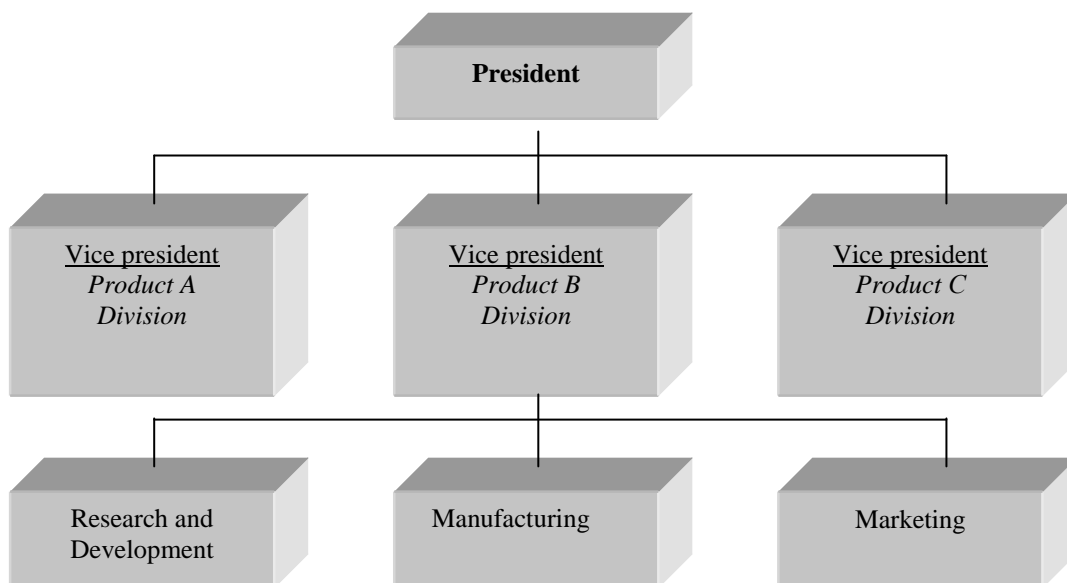 President
Vice president
Product A
Division
Vice president
Product B
Division
Vice president
Product C
Division
Research and
Development
Manufacturing
Marketing